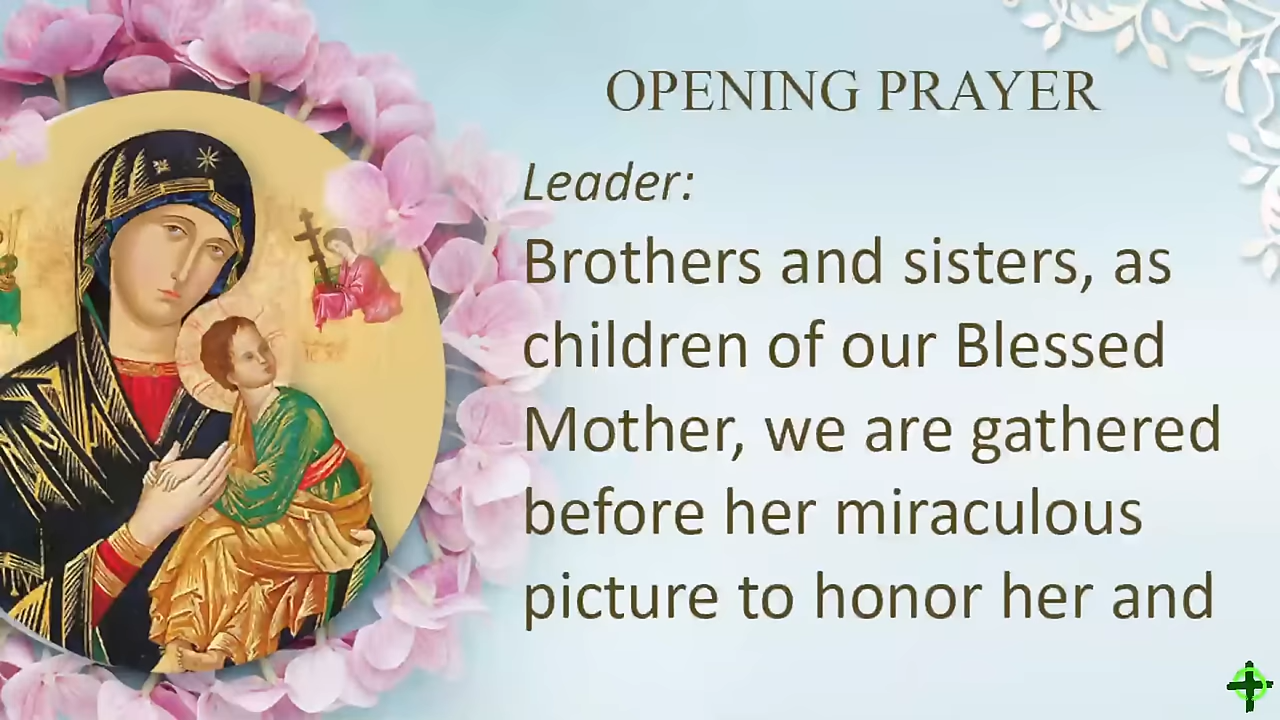 OPENING PRAYER
Leader:
Brothers and sisters, as
children of our Blessed
Mother, we are gathered
before her miraculous
picture to honor her and